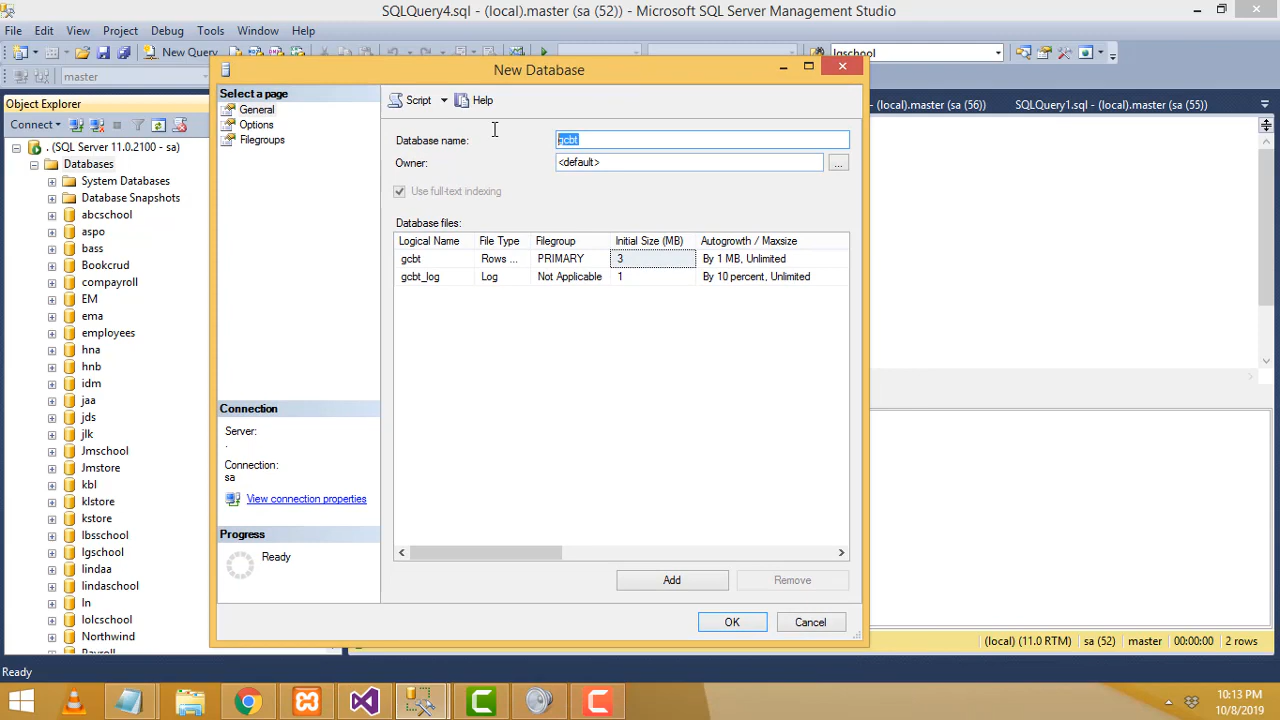 SQLQuery4.sql - (local).master (sa (52)) - Microsoft SQL Server Management Studio
File Edit View Project Debug Tools Window Help
New Query
lgschool
master
New Database
Object Explorer
(local).master (sa (56)) SQLQuery1.sql - (local).master (sa (55))
Connect
. (SQL Server 11.0.2100 - sa)
Databases
System Databases
Database Snapshots
abcschool
aspo
bass
Bookcrud
compayroll
EM
ema
employees
hna
hnb
idm
jaa
jds
jlk
Jmschool
Jmstore
kbl
klstore
kstore
lbsschool
lgschool
lindaa
lindaschool
ln
lolcschool
Northwind
Payroll
Select a page
General
Options
Filegroups
Script Help
Database name: gcbt
Owner: <default> ...
Use full-text indexing
Database files:
Logical Name File Type Filegroup Initial Size (MB) Autogrowth / Maxsize
gcbt Rows ... PRIMARY 3 By 1 MB, Unlimited
gcbt_log Log Not Applicable 1 By 10 percent, Unlimited
Connection
Server:
.
Connection:
sa
View connection properties
Progress
Ready
Add Remove
OK Cancel
(local) (11.0 RTM) sa (52) master 00:00:00 2 rows
Ready
10:13 PM
10/8/2019